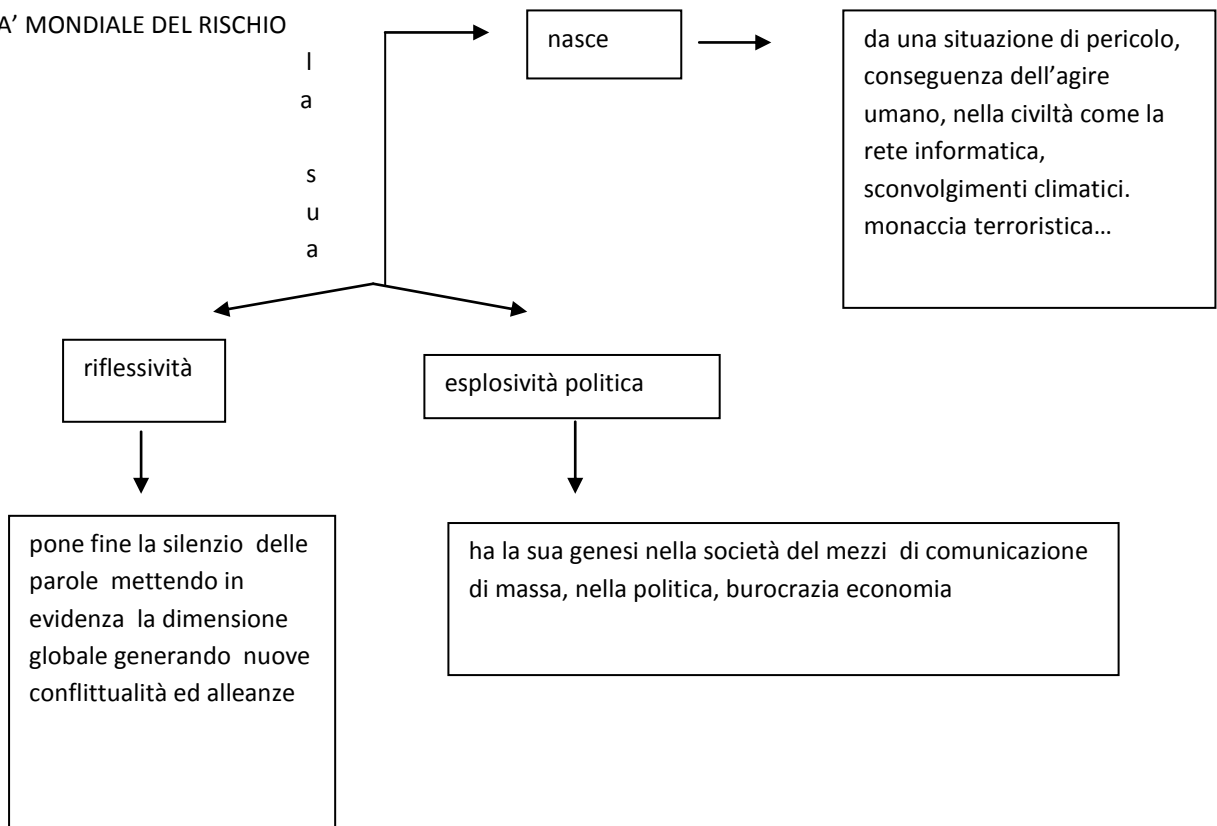 A’ MONDIALE DEL RISCHIO
l
a
s
u
a
nasce
da una situazione di pericolo,
conseguenza dell’agire
umano, nella civiltà come la
rete informatica,
sconvolgimenti climatici.
monaccia terroristica…
riflessività
esplosività politica
pone fine la silenzio  delle
parole  mettendo in
evidenza  la dimensione
globale generando  nuove
conflittualità ed alleanze
ha la sua genesi nella società del mezzi  di comunicazione
di massa, nella politica, burocrazia economia